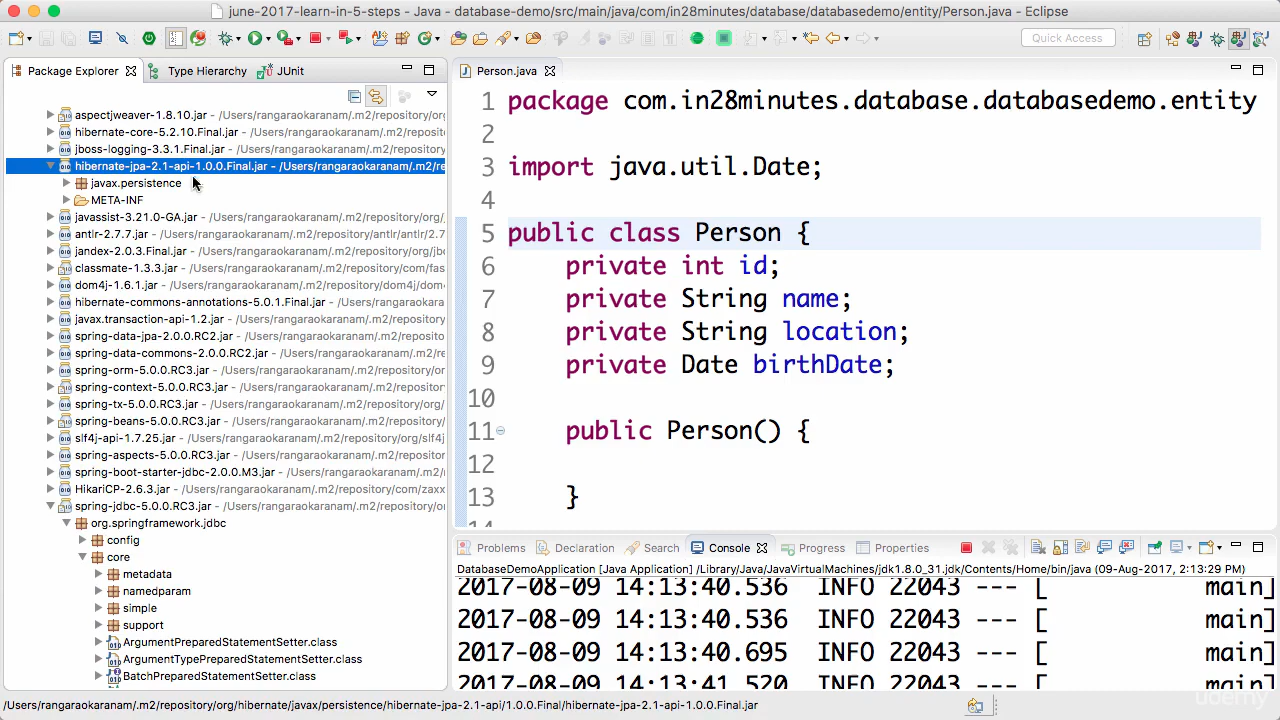 june-2017-learn-in-5-steps - Java - database-demo/src/main/java/com/in28minutes/database/databasedemo/entity/Person.java - Eclipse
Quick Access
Package Explorer
Type Hierarchy
JUnit
aspectjweaver-1.8.10.jar - /Users/rangaraokaranam/.m2/repository/o
hibernate-core-5.2.10.Final.jar - /Users/rangaraokaranam/.m2/repo
jboss-logging-3.3.1.Final.jar - /Users/rangaraokaranam/.m2/reposit
hibernate-jpa-2.1-api-1.0.0.Final.jar - /Users/rangaraokaranam/.m2/re
javax.persistence
META-INF
javassist-3.21.0-GA.jar - /Users/rangaraokaranam/.m2/repository/org/
antlr-2.7.7.jar - /Users/rangaraokaranam/.m2/repository/antlr/antlr/2.7
jandex-2.0.3.Final.jar - /Users/rangaraokaranam/.m2/repository/org/jb
classmate-1.3.3.jar - /Users/rangaraokaranam/.m2/repository/com/fas
dom4j-1.6.1.jar - /Users/rangaraokaranam/.m2/repository/dom4j/dom4
hibernate-commons-annotations-5.0.1.Final.jar - /Users/rangaraokara
javax.transaction-api-1.2.jar - /Users/rangaraokaranam/.m2/repository
spring-data-jpa-2.0.0.RC2.jar - /Users/rangaraokaranam/.m2/reposito
spring-data-commons-2.0.0.RC2.jar - /Users/rangaraokaranam/.m2/re
spring-orm-5.0.0.RC3.jar - /Users/rangaraokaranam/.m2/repository/or
spring-context-5.0.0.RC3.jar - /Users/rangaraokaranam/.m2/repositor
spring-tx-5.0.0.RC3.jar - /Users/rangaraokaranam/.m2/repository/org/
spring-beans-5.0.0.RC3.jar - /Users/rangaraokaranam/.m2/repository/
slf4j-api-1.7.25.jar - /Users/rangaraokaranam/.m2/repository/org/slf4j
spring-aspects-5.0.0.RC3.jar - /Users/rangaraokaranam/.m2/repositor
spring-boot-starter-jdbc-2.0.0.M3.jar - /Users/rangaraokaranam/.m2/
HikariCP-2.6.3.jar - /Users/rangaraokaranam/.m2/repository/com/zaxx
spring-jdbc-5.0.0.RC3.jar - /Users/rangaraokaranam/.m2/repository/o
org.springframework.jdbc
config
core
metadata
namedparam
simple
support
ArgumentPreparedStatementSetter.class
ArgumentTypePreparedStatementSetter.class
BatchPreparedStatementSetter.class
Person.java
1 package com.in28minutes.database.databasedemo.entity
2
3 import java.util.Date;
4
5 public class Person {
6 private int id;
7 private String name;
8 private String location;
9 private Date birthDate;
10
11 public Person() {
12
13 }
Problems
Declaration
Search
Console
Progress
Properties
DatabaseDemoApplication [Java Application] /Library/Java/JavaVirtualMachines/jdk1.8.0_31.jdk/Contents/Home/bin/java (09-Aug-2017, 2:13:29 PM)
2017-08-09 14:13:40.536 INFO 22043 --- [ main]
2017-08-09 14:13:40.536 INFO 22043 --- [ main]
2017-08-09 14:13:40.695 INFO 22043 --- [ main]
2017-08-09 14:13:41.520 INFO 22043 --- [ main]
/Users/rangaraokaranam/.m2/repository/org/hibernate/javax/persistence/hibernate-jpa-2.1-api/1.0.0.Final/hibernate-jpa-2.1-api-1.0.0.Final.jar
udemy